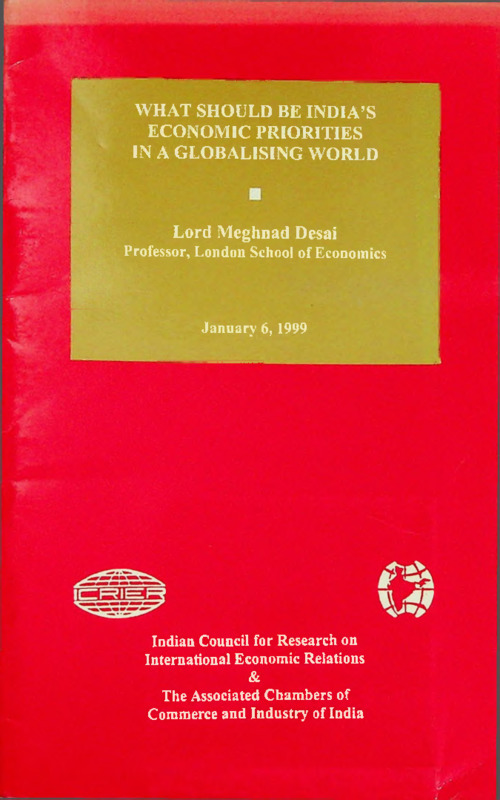 WHAT SHOULD BE INDIA'S
ECONOMIC PRIORITIES
IN A GLOBALISING WORLD
Lord Meghnad Desai
Professor, London School of Economics
January 6, 1999
ICRIER
Indian Council for Research on
International Economic Relations
&
The Associated Chambers of
Commerce and Industry of India